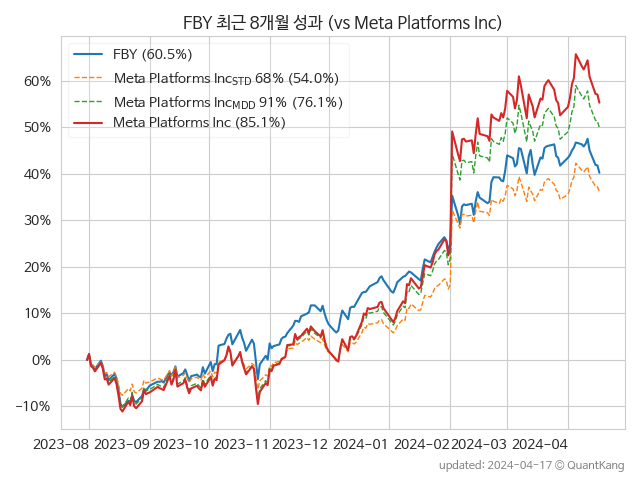 FBY 최근 8개월 성과 (vs Meta Platforms Inc)
FBY (60.5%)
Meta Platforms IncSTD 68% (54.0%)
Meta Platforms IncMDD 91% (76.1%)
Meta Platforms Inc (85.1%)
60%
50%
40%
30%
20%
10%
0%
−10%
2023-08 2023-09 2023-10 2023-11 2023-12 2024-01 2024-02 2024-03 2024-04
updated: 2024-04-17 © QuantKang